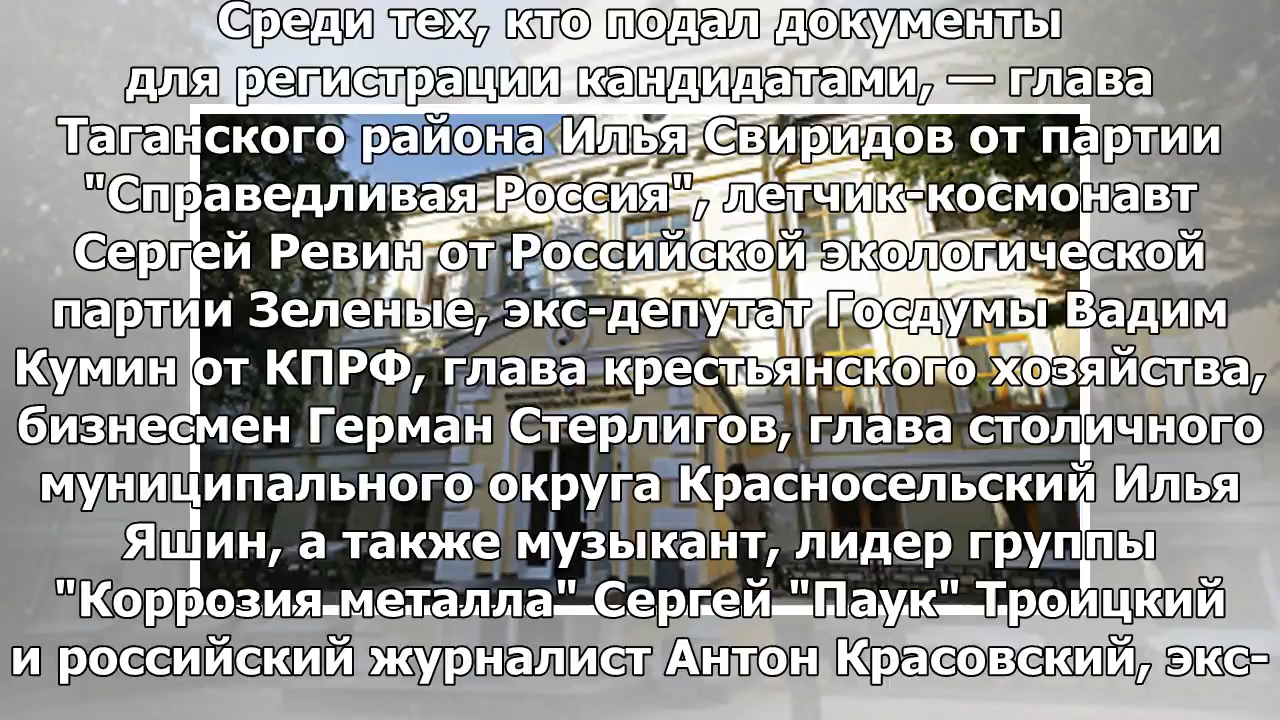 Среди тех, кто подал документы
для регистрации кандидатами, — глава
Таганского района Илья Свиридов от партии
"Справедливая Россия", летчик-космонавт
Сергей Ревин от Российской экологической
партии Зеленые, экс-депутат Госдумы Вадим
Кумин от КПРФ, глава крестьянского хозяйства,
бизнесмен Герман Стерлигов, глава столичного
муниципального округа Красносельский Илья
Яшин, а также музыкант, лидер группы
"Коррозия металла" Сергей "Паук" Троицкий
и российский журналист Антон Красовский, экс-